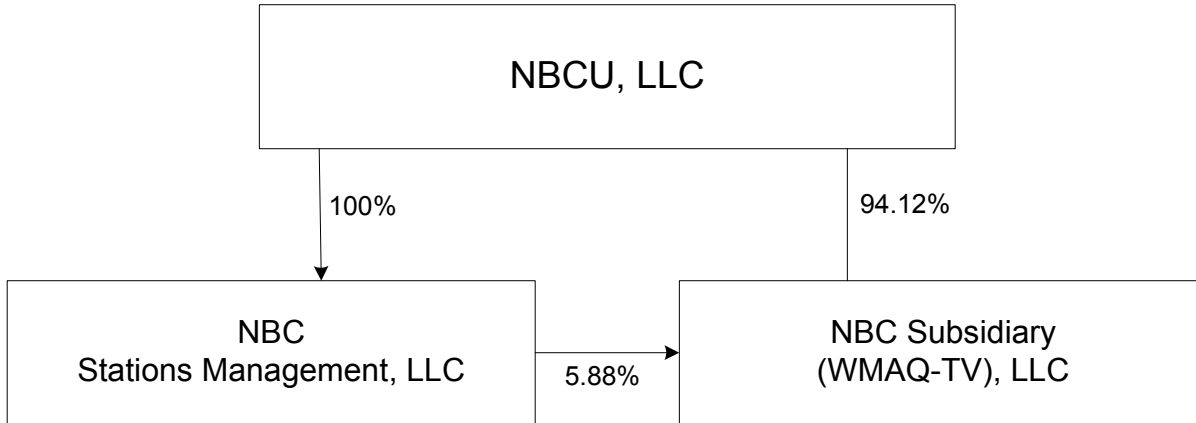 NBCU, LLC
100%
94.12%
NBC
Stations Management, LLC
5.88%
NBC Subsidiary
(WMAQ-TV), LLC